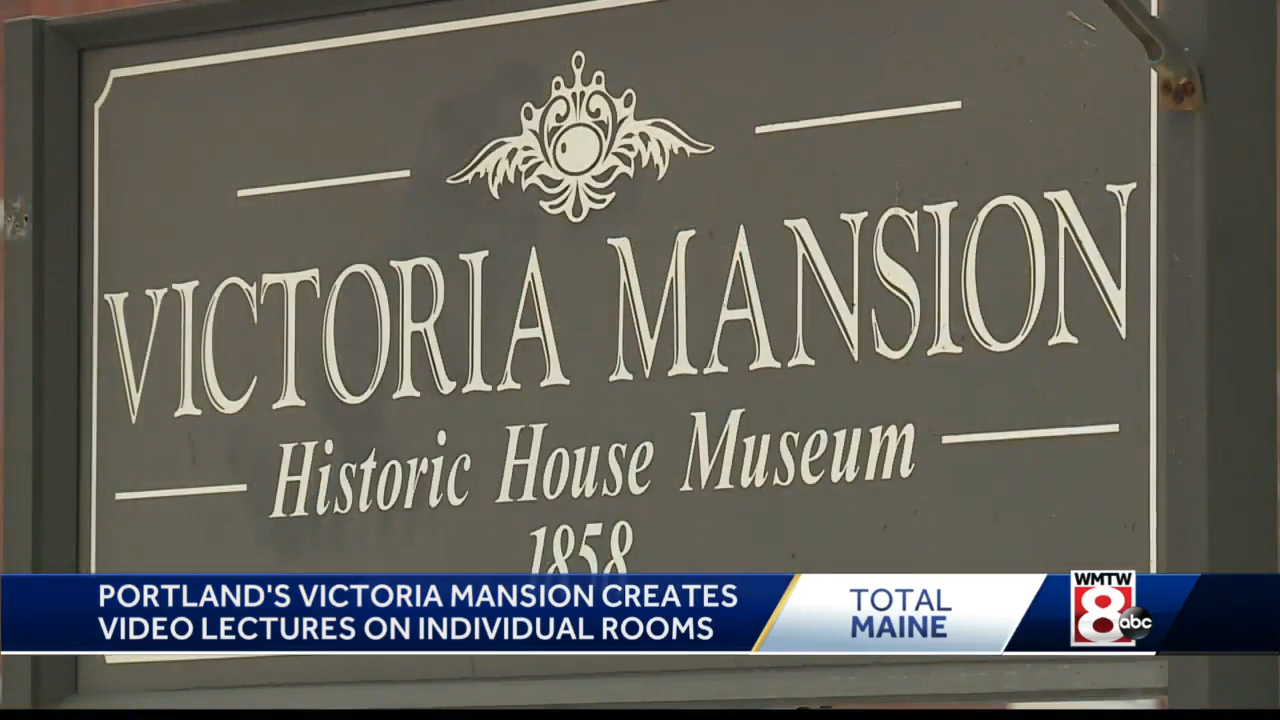 VICTORIA MANSION
Historic House Museum
1858
PORTLAND'S VICTORIA MANSION CREATES
VIDEO LECTURES ON INDIVIDUAL ROOMS
TOTAL
MAINE
WMTW
8
abc